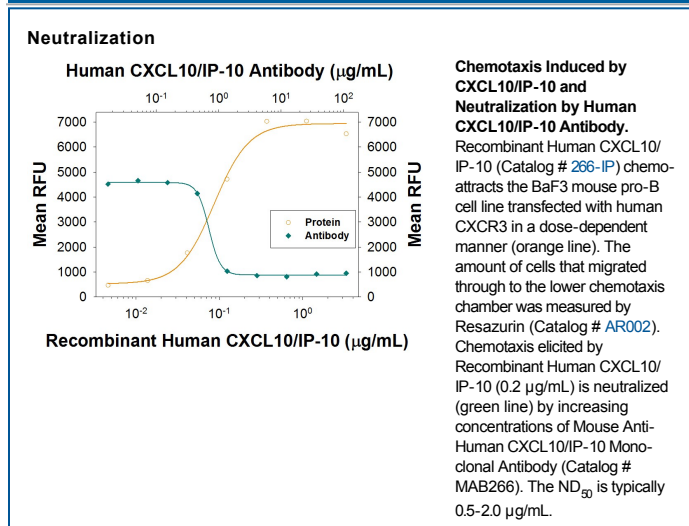 Neutralization
Human CXCL10/IP-10 Antibody (µg/mL)
10⁻¹ 10⁰ 10¹ 10²
7000 7000
6000 6000
5000 5000
4000 4000
3000 3000
2000 2000
1000 1000
0 0
Mean RFU
Mean RFU
Protein
Antibody
10⁻² 10⁻¹ 10⁰
Recombinant Human CXCL10/IP-10 (µg/mL)
Chemotaxis Induced by
CXCL10/IP-10 and
Neutralization by Human
CXCL10/IP-10 Antibody.
Recombinant Human CXCL10/
IP-10 (Catalog # 266-IP) chemo-
attracts the BaF3 mouse pro-B
cell line transfected with human
CXCR3 in a dose-dependent
manner (orange line). The
amount of cells that migrated
through to the lower chemotaxis
chamber was measured by
Resazurin (Catalog # AR002).
Chemotaxis elicited by
Recombinant Human CXCL10/
IP-10 (0.2 µg/mL) is neutralized
(green line) by increasing
concentrations of Mouse Anti-
Human CXCL10/IP-10 Mono-
clonal Antibody (Catalog #
MAB266). The ND₅₀ is typically
0.5-2.0 µg/mL.